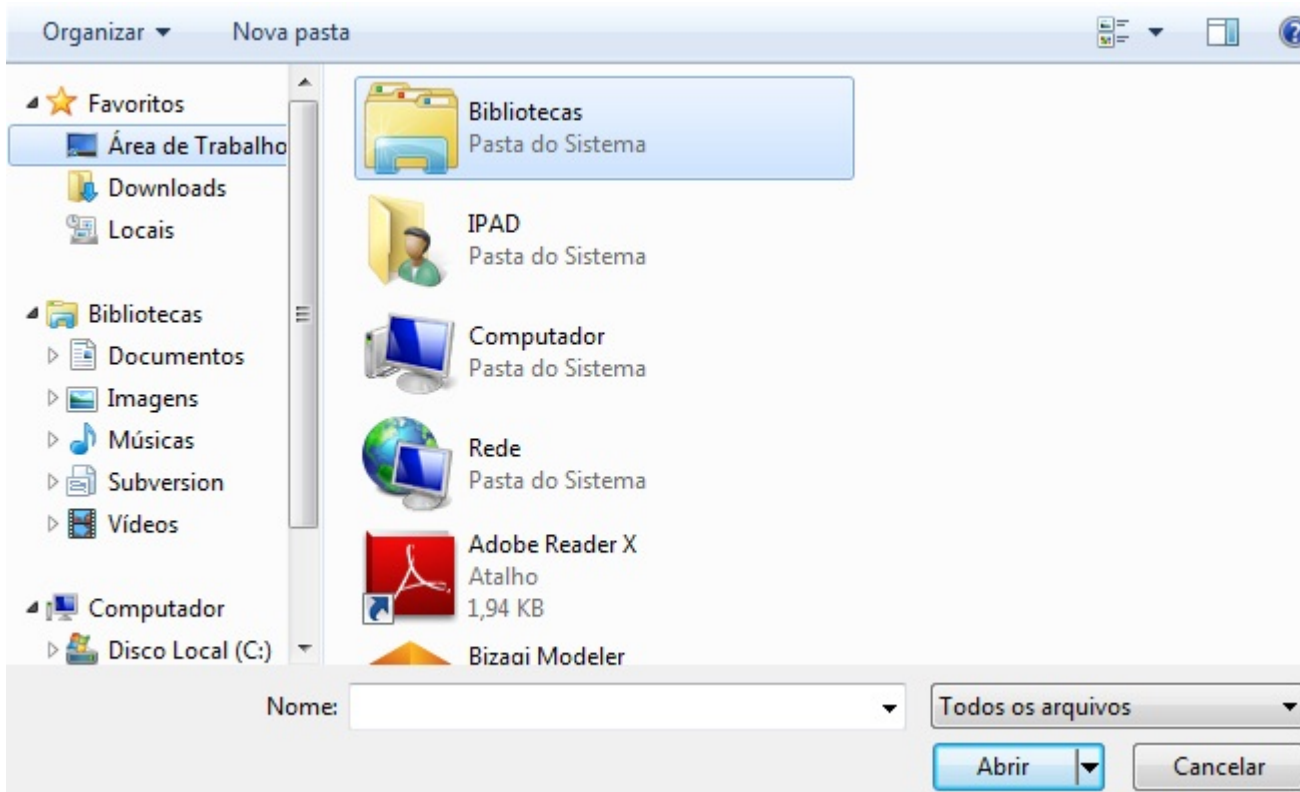 Organizar
Nova pasta
Favoritos
Área de Trabalho
Downloads
Locais
Bibliotecas
Documentos
Imagens
Músicas
Subversion
Vídeos
Computador
Disco Local (C:)
Bibliotecas
Pasta do Sistema
IPAD
Pasta do Sistema
Computador
Pasta do Sistema
Rede
Pasta do Sistema
Adobe Reader X
Atalho
1,94 KB
Bizagi Modeler
Nome:
Todos os arquivos
Abrir
Cancelar